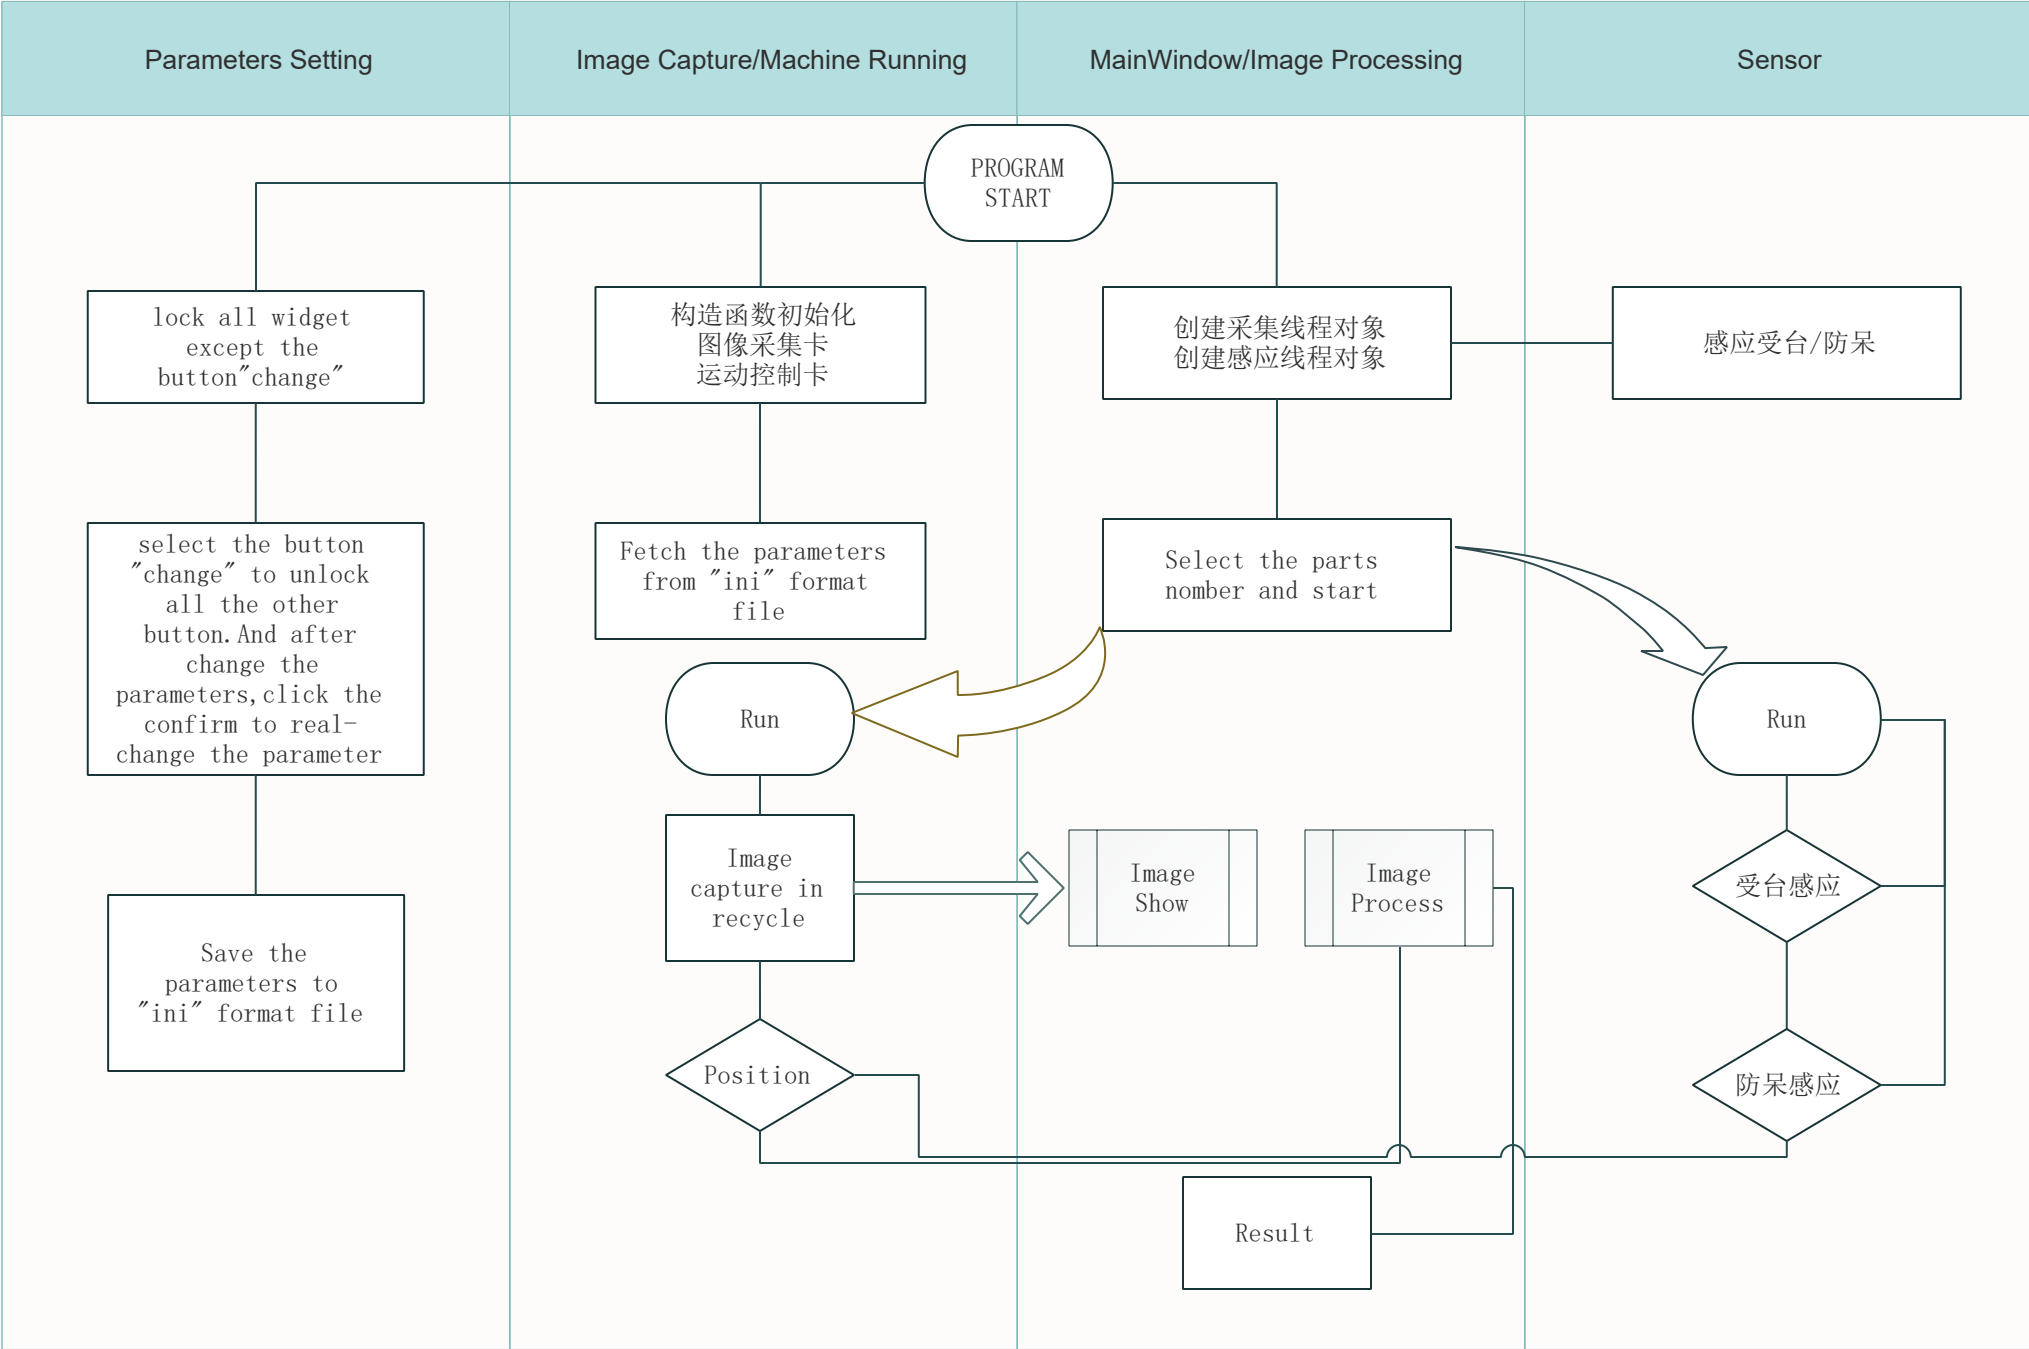 Parameters Setting
Image Capture/Machine Running
MainWindow/Image Processing
Sensor
PROGRAM
START
lock all widget
except the
button"change"
构造函数初始化
图像采集卡
运动控制卡
创建采集线程对象
创建感应线程对象
感应受台/防呆
select the button
"change" to unlock
all the other
button.And after
change the
parameters,click the
confirm to real-
change the parameter
Fetch the parameters
from "ini" format
file
Select the parts
nomber and start
Run
Run
Image
capture in
recycle
Image
Show
Image
Process
受台感应
Save the
parameters to
"ini" format file
Position
防呆感应
Result